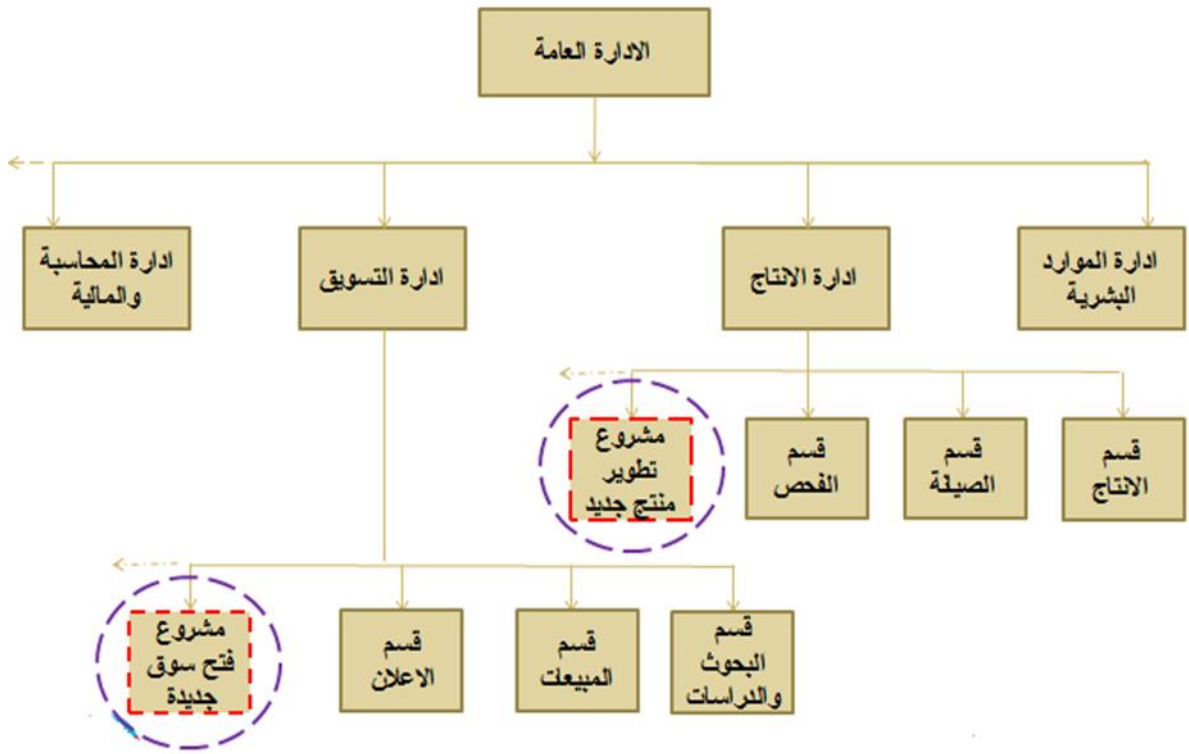 الادارة العامة
ادارة الموارد
البشرية
ادارة الانتاج
ادارة التسويق
ادارة المحاسبة
والمالية
قسم
الانتاج
قسم
الصيانة
قسم
الفحص
مشروع
تطوير
منتج جديد
قسم
البحوث
والدراسات
قسم
المبيعات
قسم
الاعلان
مشروع
فتح سوق
جديدة